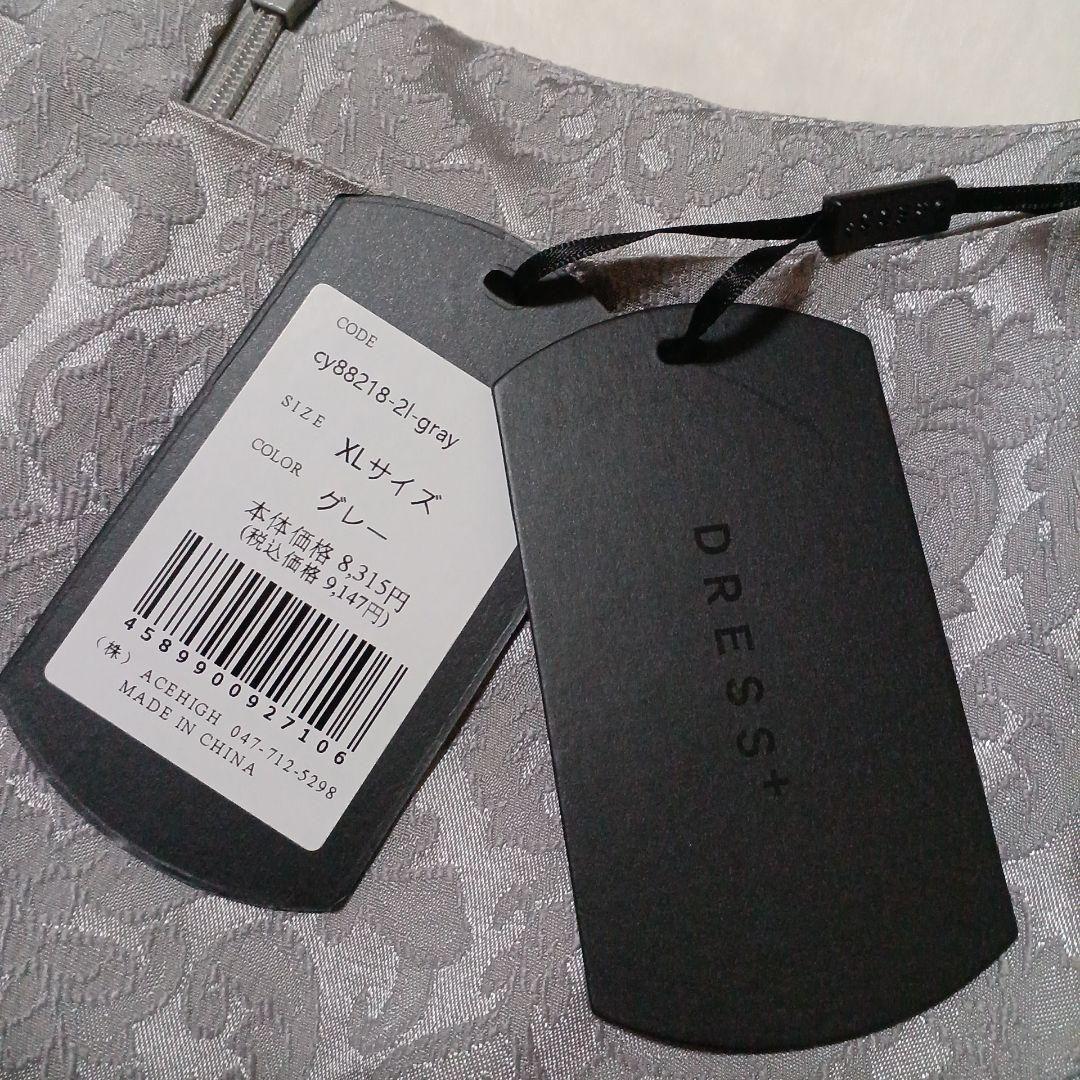 CODE
cy88218-2l-gray
SIZE
XLサイズ
COLOR
グレー
本体価格 8,315円
(税込価格 9,147円)
4589900927106
(株) ACEHIGH 047-712-5298
MADE IN CHINA
DRESS+